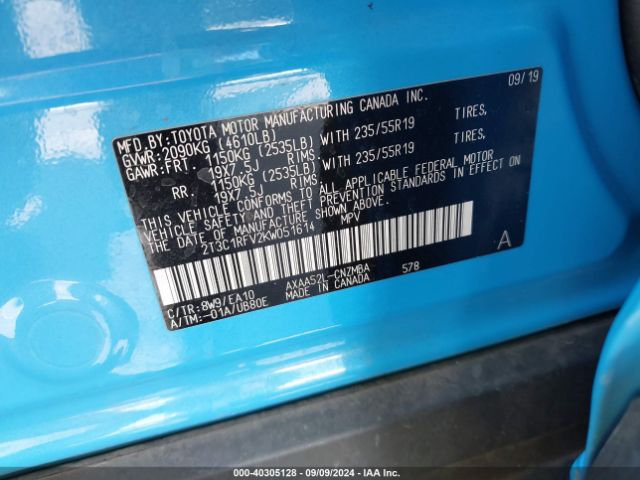 09/19
MFD.BY:TOYOTA MOTOR MANUFACTURING CANADA INC.
GVWR:2090KG (4610LB)
GAWR:FRT. 1150KG (2535LB) WITH 235/55R19 TIRES,
19X7.5J RIMS.
RR. 1150KG (2535LB) WITH 235/55R19 TIRES,
19X7.5J RIMS.
THIS VEHICLE CONFORMS TO ALL APPLICABLE FEDERAL MOTOR
VEHICLE SAFETY AND THEFT PREVENTION STANDARDS IN EFFECT ON
THE DATE OF MANUFACTURE SHOWN ABOVE.
2T3C1RFV2KW051614 MPV
A
C/TR:8W9/EA10 AXAA52L-CNZMBA 578
A/TM:-01A/UB80E MADE IN CANADA
000-40305128 - 09/09/2024 - IAA Inc.